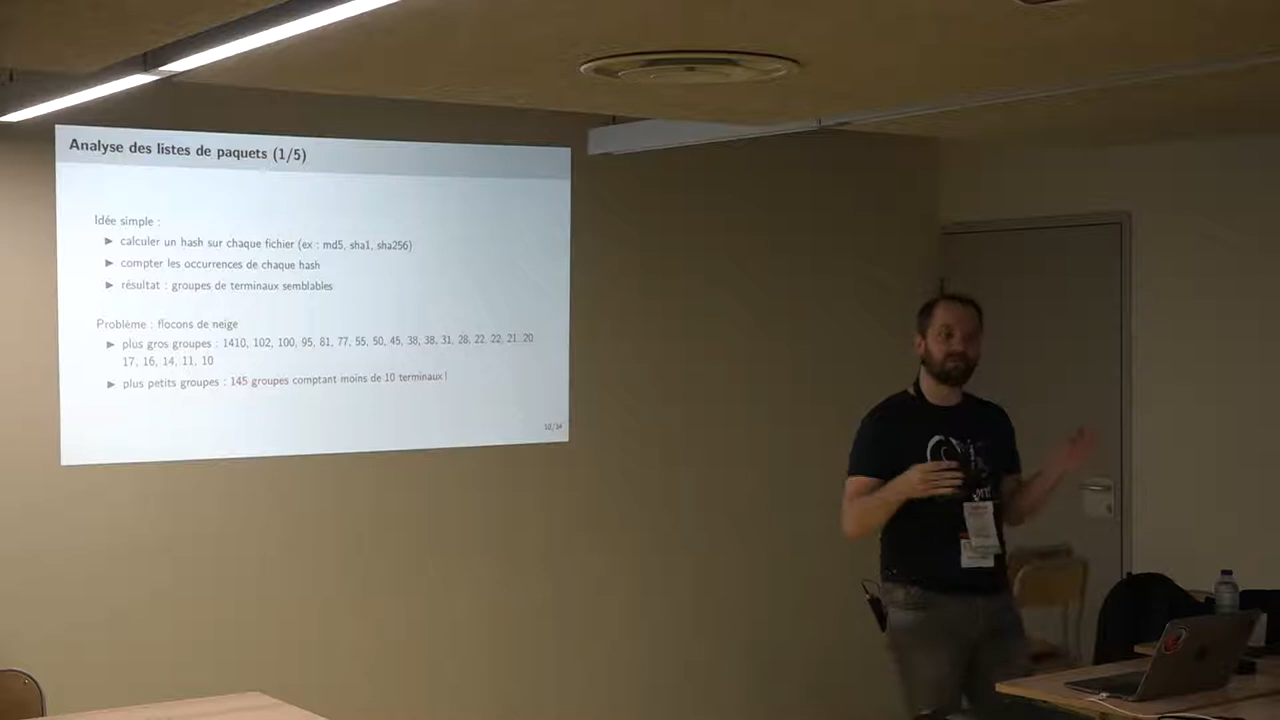 Analyse des listes de paquets (1/5)
Idée simple :
▶ calculer un hash sur chaque fichier (ex : md5, sha1, sha256)
▶ compter les occurrences de chaque hash
▶ résultat : groupes de terminaux semblables
Problème : flocons de neige
▶ plus gros groupes : 1410, 102, 100, 95, 81, 77, 55, 50, 45, 38, 38, 31, 28, 22, 22, 21, 20
17, 16, 14, 11, 10
▶ plus petits groupes : 145 groupes comptant moins de 10 terminaux !